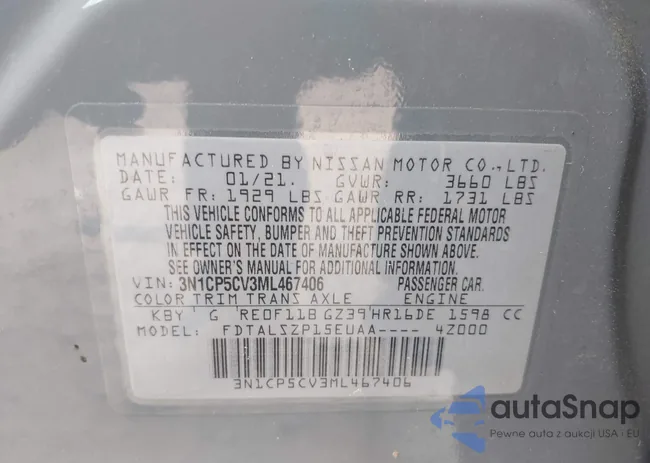 MANUFACTURED BY NISSAN MOTOR CO., LTD.
DATE: 01/21. GVWR: 3660 LBS
GAWR FR: 1929 LBS GAWR RR: 1731 LBS
THIS VEHICLE CONFORMS TO ALL APPLICABLE FEDERAL MOTOR
VEHICLE SAFETY, BUMPER AND THEFT PREVENTION STANDARDS
IN EFFECT ON THE DATE OF MANUFACTURE SHOWN ABOVE.
SEE OWNER'S MANUAL FOR ADDITIONAL INFORMATION.
VIN: 3N1CP5CV3ML467406 PASSENGER CAR.
COLOR TRIM TRANS AXLE ENGINE
KBY G RE0F11B GZ39 HR16DE 1598 CC
MODEL: FDTALSZP15EUAA---- 4Z000
3N1CP5CV3ML467406
autaSnap
Pewne auta z aukcji USA i EU